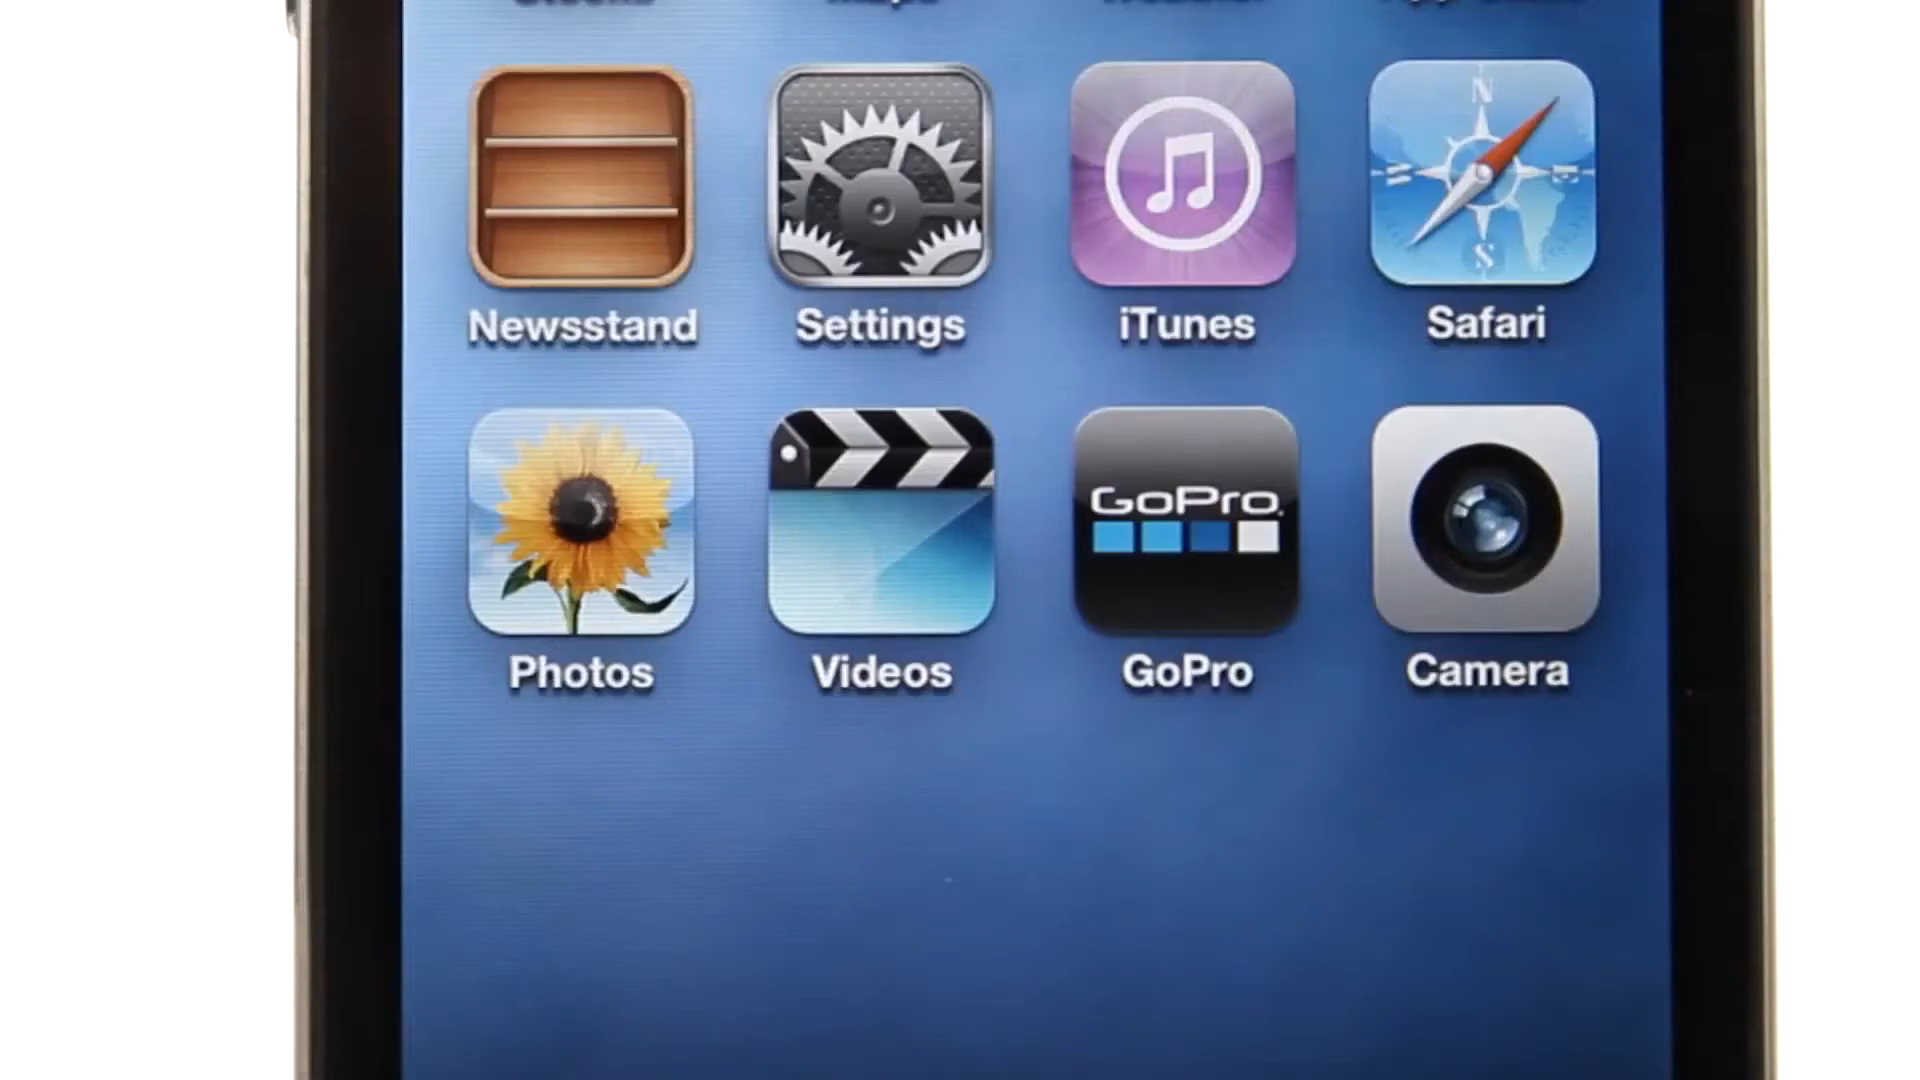 N
S
Newsstand
Settings
iTunes
Safari
GoPro
Photos
Videos
GoPro
Camera